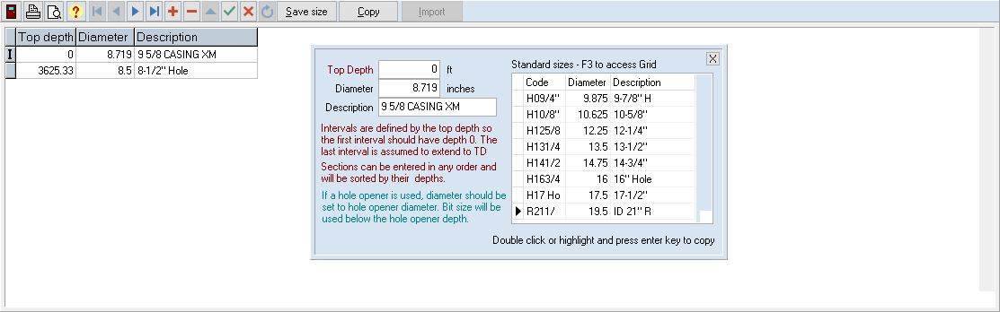 ? Save size Copy Import
Top depth Diameter Description
0 8.719 9 5/8 CASING XM
3625.33 8.5 8-1/2" Hole
Top Depth 0 ft
Diameter 8.719 inches
Description 9 5/8 CASING XM
Intervals are defined by the top depth so
the first interval should have depth 0. The
last interval is assumed to extend to TD
Sections can be entered in any order and
will be sorted by their depths.
If a hole opener is used, diameter should be
set to hole opener diameter. Bit size will be
used below the hole opener depth.
Standard sizes - F3 to access Grid
Code Diameter Description
H09/4" 9.875 9-7/8" H
H10/8" 10.625 10-5/8"
H125/8 12.25 12-1/4"
H131/4 13.5 13-1/2"
H141/2 14.75 14-3/4"
H163/4 16 16" Hole
H17 Ho 17.5 17-1/2"
R211/ 19.5 ID 21" R
Double click or highlight and press enter key to copy